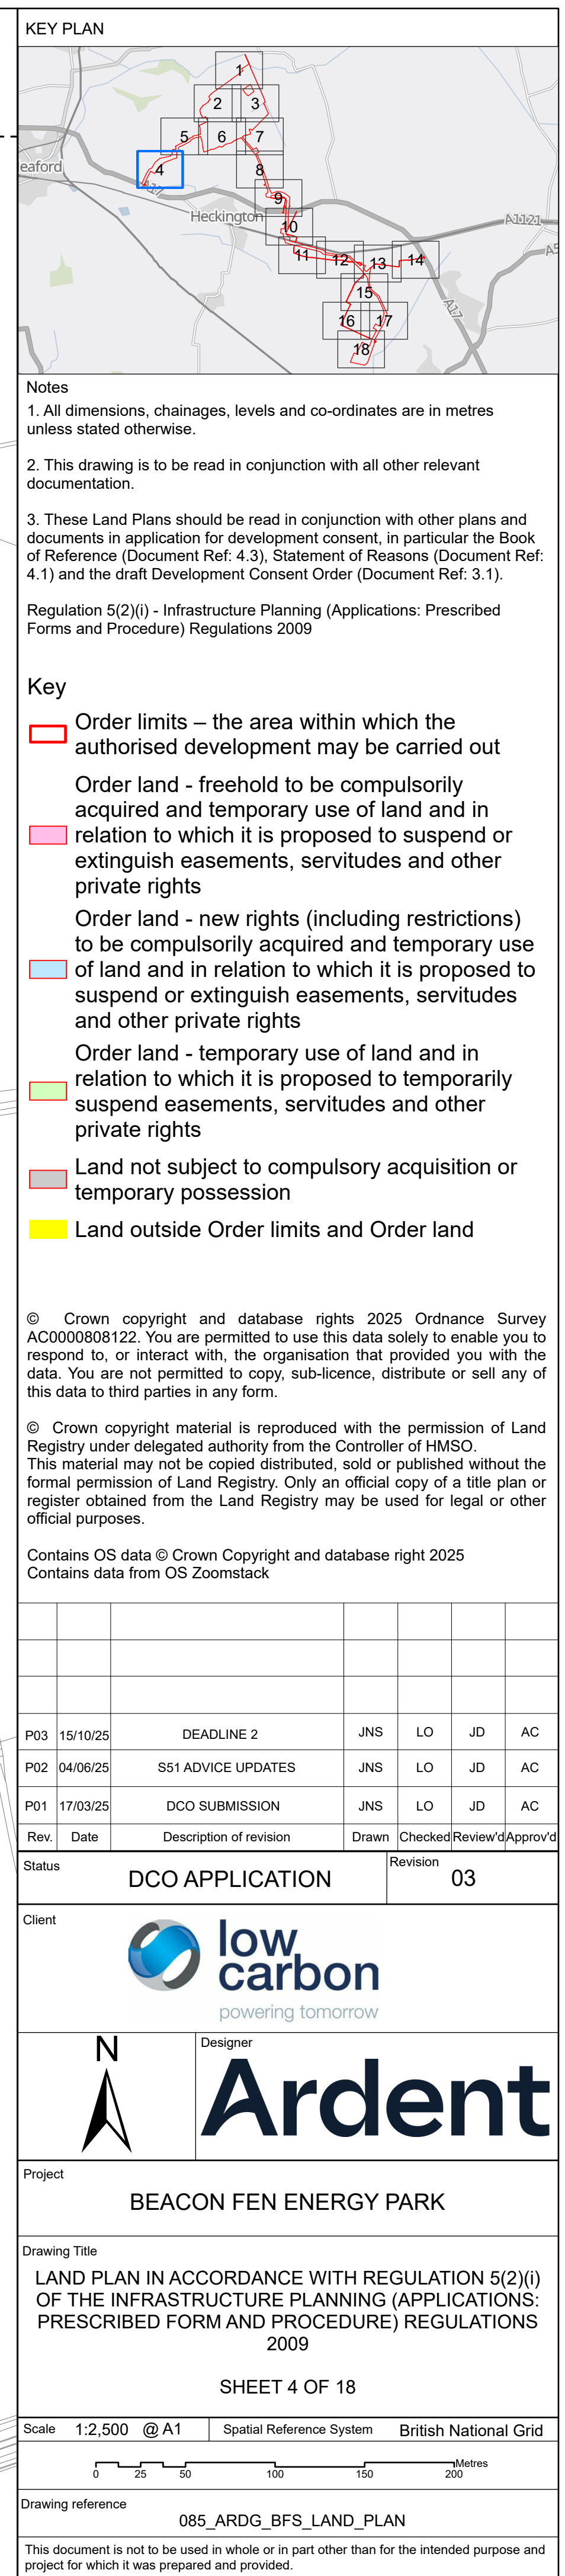 KEY PLAN
1
2
3
5
6
7
4
8
eaford
A17
9
Heckington
10
A1121
11
12
13
14
A5
15
A17
16
17
18
Notes
1. All dimensions, chainages, levels and co-ordinates are in metres
unless stated otherwise.
2. This drawing is to be read in conjunction with all other relevant
documentation.
3. These Land Plans should be read in conjunction with other plans and
documents in application for development consent, in particular the Book
of Reference (Document Ref: 4.3), Statement of Reasons (Document Ref:
4.1) and the draft Development Consent Order (Document Ref: 3.1).
Regulation 5(2)(i) - Infrastructure Planning (Applications: Prescribed
Forms and Procedure) Regulations 2009
Key
Order limits – the area within which the
authorised development may be carried out
Order land - freehold to be compulsorily
acquired and temporary use of land and in
relation to which it is proposed to suspend or
extinguish easements, servitudes and other
private rights
Order land - new rights (including restrictions)
to be compulsorily acquired and temporary use
of land and in relation to which it is proposed to
suspend or extinguish easements, servitudes
and other private rights
Order land - temporary use of land and in
relation to which it is proposed to temporarily
suspend easements, servitudes and other
private rights
Land not subject to compulsory acquisition or
temporary possession
Land outside Order limits and Order land
© Crown copyright and database rights 2025 Ordnance Survey
AC0000808122. You are permitted to use this data solely to enable you to
respond to, or interact with, the organisation that provided you with the
data. You are not permitted to copy, sub-licence, distribute or sell any of
this data to third parties in any form.
© Crown copyright material is reproduced with the permission of Land
Registry under delegated authority from the Controller of HMSO.
This material may not be copied distributed, sold or published without the
formal permission of Land Registry. Only an official copy of a title plan or
register obtained from the Land Registry may be used for legal or other
official purposes.
Contains OS data © Crown Copyright and database right 2025
Contains data from OS Zoomstack
P03 15/10/25 DEADLINE 2 JNS LO JD AC
P02 04/06/25 S51 ADVICE UPDATES JNS LO JD AC
P01 17/03/25 DCO SUBMISSION JNS LO JD AC
Rev. Date Description of revision Drawn Checked Review'd Approv'd
Status
DCO APPLICATION
Revision
03
Client
low
carbon
powering tomorrow
N
Designer
Ardent
Project
BEACON FEN ENERGY PARK
Drawing Title
LAND PLAN IN ACCORDANCE WITH REGULATION 5(2)(i)
OF THE INFRASTRUCTURE PLANNING (APPLICATIONS:
PRESCRIBED FORM AND PROCEDURE) REGULATIONS
2009
SHEET 4 OF 18
Scale 1:2,500 @ A1 Spatial Reference System British National Grid
Metres
0 25 50 100 150 200
Drawing reference
085_ARDG_BFS_LAND_PLAN
This document is not to be used in whole or in part other than for the intended purpose and
project for which it was prepared and provided.